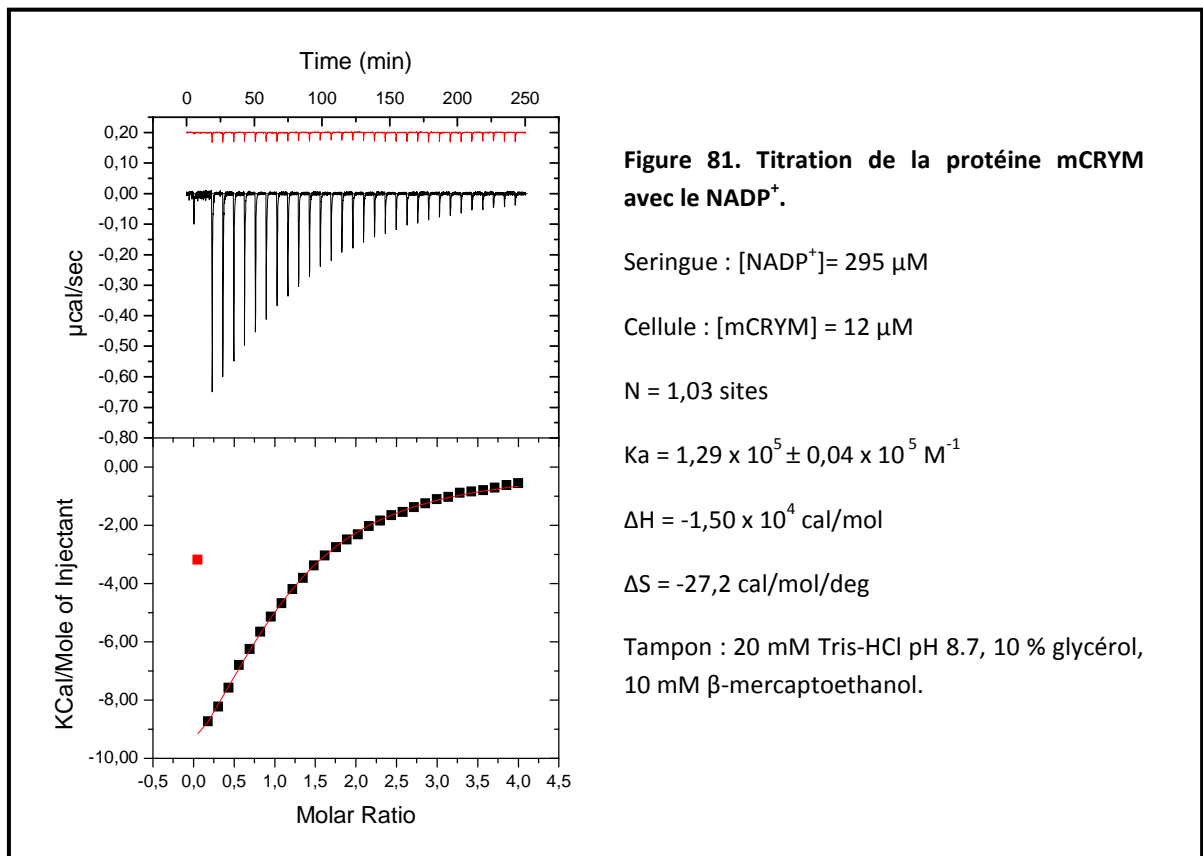 Time (min)
0 50 100 150 200 250
0,20
0,10
0,00
-0,10
-0,20
-0,30
-0,40
-0,50
-0,60
-0,70
-0,80
µcal/sec
0,00
-2,00
-4,00
-6,00
-8,00
-10,00
KCal/Mole of Injectant
-0,5 0,0 0,5 1,0 1,5 2,0 2,5 3,0 3,5 4,0 4,5
Molar Ratio
Figure 81. Titration de la protéine mCRYM
avec le NADP⁺.
Seringue : [NADP⁺]= 295 µM
Cellule : [mCRYM] = 12 µM
N = 1,03 sites
Ka = 1,29 x 10⁵ ± 0,04 x 10⁵ M⁻¹
ΔH = -1,50 x 10⁴ cal/mol
ΔS = -27,2 cal/mol/deg
Tampon : 20 mM Tris-HCl pH 8.7, 10 % glycérol,
10 mM β-mercaptoethanol.